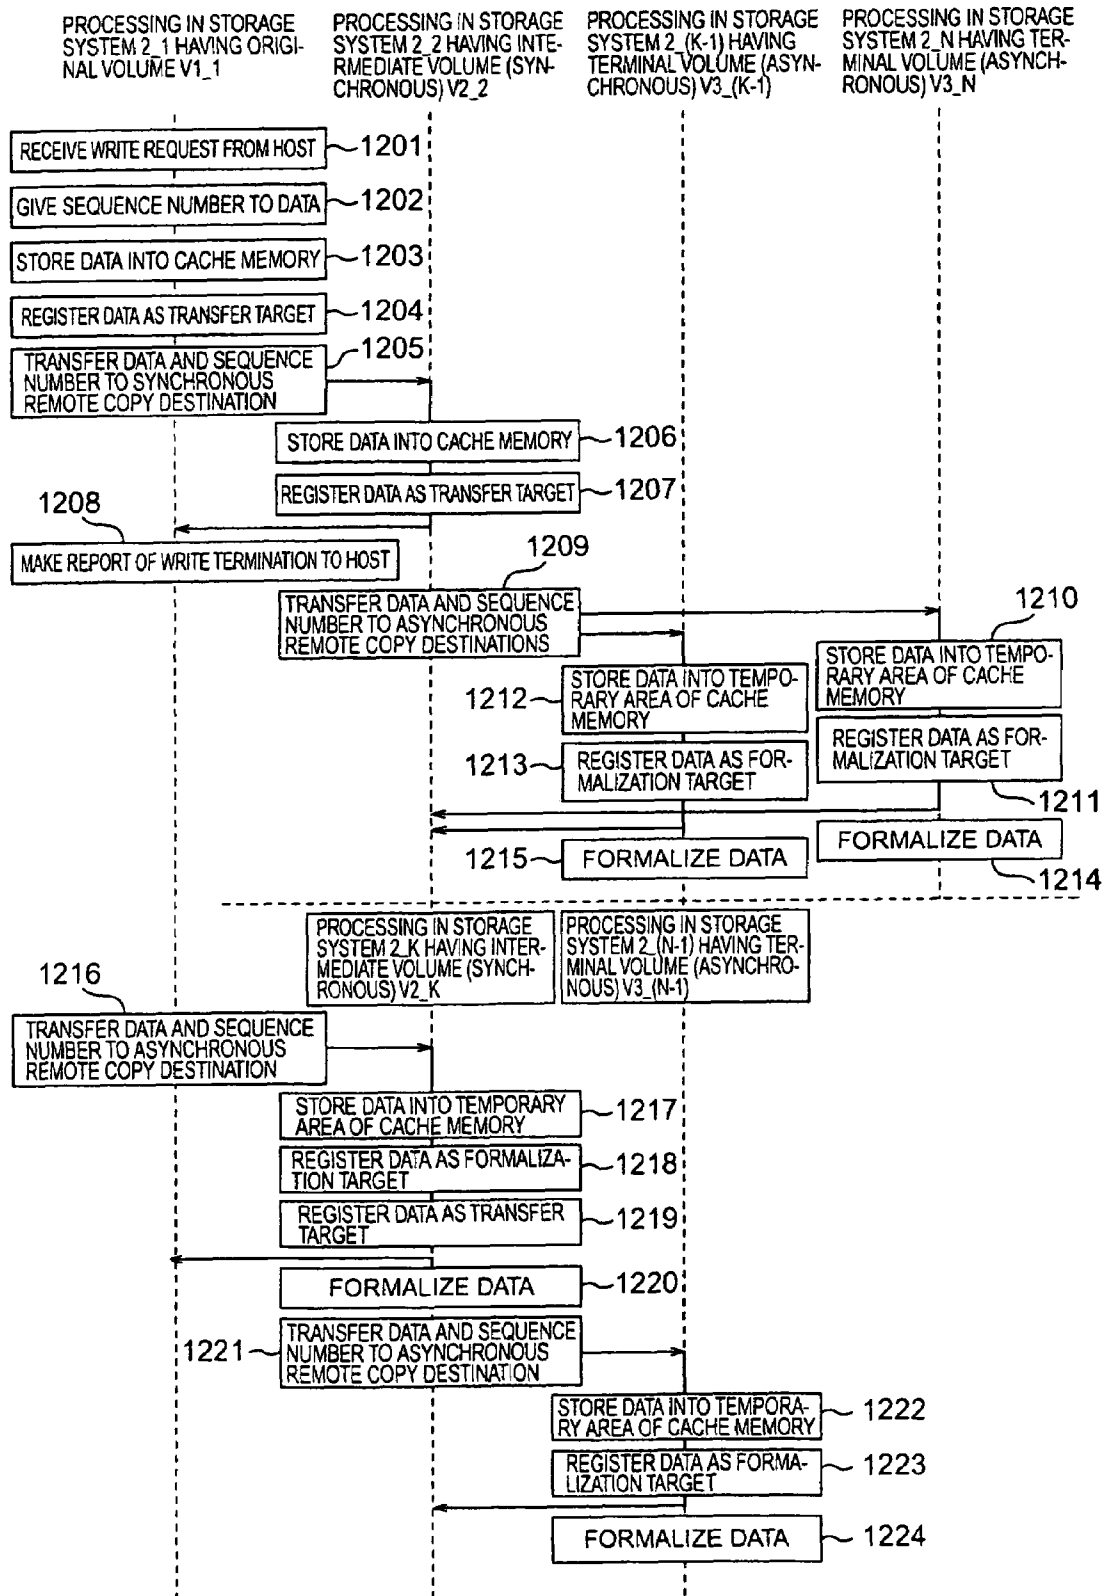 PROCESSING IN STORAGE
SYSTEM 2_1 HAVING ORIGI-
NAL VOLUME V1_1
PROCESSING IN STORAGE
SYSTEM 2_2 HAVING INTE-
RMEDIATE VOLUME (SYN-
CHRONOUS) V2_2
PROCESSING IN STORAGE
SYSTEM 2_(K-1) HAVING
TERMINAL VOLUME (ASYN-
CHRONOUS) V3_(K-1)
PROCESSING IN STORAGE
SYSTEM 2_N HAVING TER-
MINAL VOLUME (ASYNCH-
RONOUS) V3_N
RECEIVE WRITE REQUEST FROM HOST
1201
GIVE SEQUENCE NUMBER TO DATA
1202
STORE DATA INTO CACHE MEMORY
1203
REGISTER DATA AS TRANSFER TARGET
1204
TRANSFER DATA AND SEQUENCE
NUMBER TO SYNCHRONOUS
REMOTE COPY DESTINATION
1205
STORE DATA INTO CACHE MEMORY
1206
REGISTER DATA AS TRANSFER TARGET
1207
1208
MAKE REPORT OF WRITE TERMINATION TO HOST
1209
TRANSFER DATA AND SEQUENCE
NUMBER TO ASYNCHRONOUS
REMOTE COPY DESTINATIONS
1210
STORE DATA INTO TEMPO-
RARY AREA OF CACHE
MEMORY
1212
STORE DATA INTO TEMPO-
RARY AREA OF CACHE
MEMORY
REGISTER DATA AS FOR-
MALIZATION TARGET
1211
1213
REGISTER DATA AS FOR-
MALIZATION TARGET
FORMALIZE DATA
1214
1215
FORMALIZE DATA
PROCESSING IN STORAGE
SYSTEM 2_K HAVING INTER-
MEDIATE VOLUME (SYNCH-
RONOUS) V2_K
PROCESSING IN STORAGE
SYSTEM 2_(N-1) HAVING TER-
MINAL VOLUME (ASYNCHRO-
NOUS) V3_(N-1)
1216
TRANSFER DATA AND SEQUENCE
NUMBER TO ASYNCHRONOUS
REMOTE COPY DESTINATION
STORE DATA INTO TEMPORARY
AREA OF CACHE MEMORY
1217
REGISTER DATA AS FORMALIZA-
TION TARGET
1218
REGISTER DATA AS TRANSFER
TARGET
1219
FORMALIZE DATA
1220
1221
TRANSFER DATA AND SEQUENCE
NUMBER TO ASYNCHRONOUS
REMOTE COPY DESTINATION
STORE DATA INTO TEMPORA-
RY AREA OF CACHE MEMORY
1222
REGISTER DATA AS FORMA-
LIZATION TARGET
1223
FORMALIZE DATA
1224